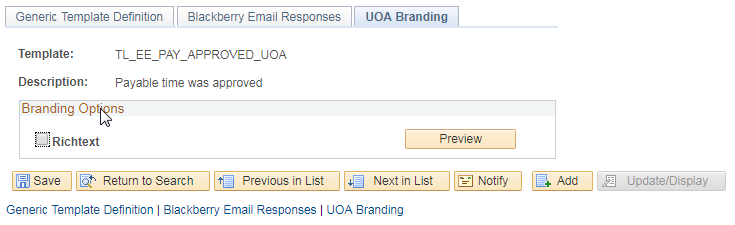 Generic Template Definition Blackberry Email Responses UOA Branding
Template: TL_EE_PAY_APPROVED_UOA
Description: Payable time was approved
Branding Options
Richtext Preview
Save Return to Search Previous in List Next in List Notify Add Update/Display
Generic Template Definition | Blackberry Email Responses | UOA Branding